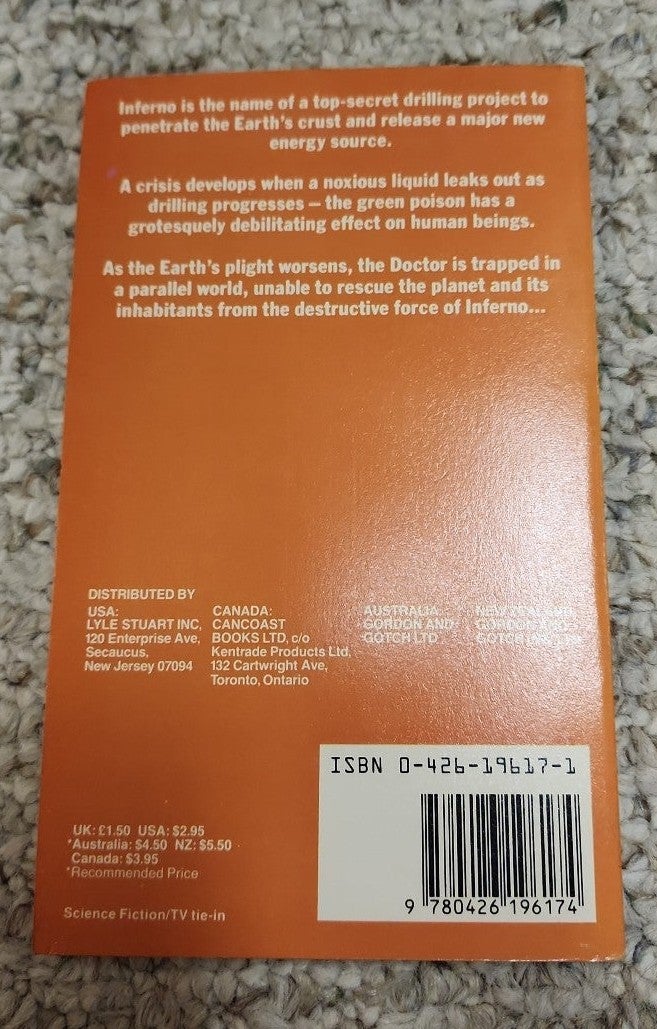 Inferno is the name of a top-secret drilling project to
penetrate the Earth's crust and release a major new
energy source.
A crisis develops when a noxious liquid leaks out as
drilling progresses – the green poison has a
grotesquely debilitating effect on human beings.
As the Earth's plight worsens, the Doctor is trapped in
a parallel world, unable to rescue the planet and its
inhabitants from the destructive force of Inferno...
DISTRIBUTED BY
USA:
LYLE STUART INC,
120 Enterprise Ave,
Secaucus,
New Jersey 07094
CANADA:
CANCOAST
BOOKS LTD, c/o
Kentrade Products Ltd,
132 Cartwright Ave,
Toronto, Ontario
AUSTRALIA:
GORDON AND
GOTCH LTD
NEW ZEALAND:
GORDON AND
GOTCH
ISBN 0-426-19617-1
9 780426 196174
UK: £1.50 USA: $2.95
*Australia: $4.50 NZ: $5.50
Canada: $3.95
*Recommended Price
Science Fiction/TV tie-in